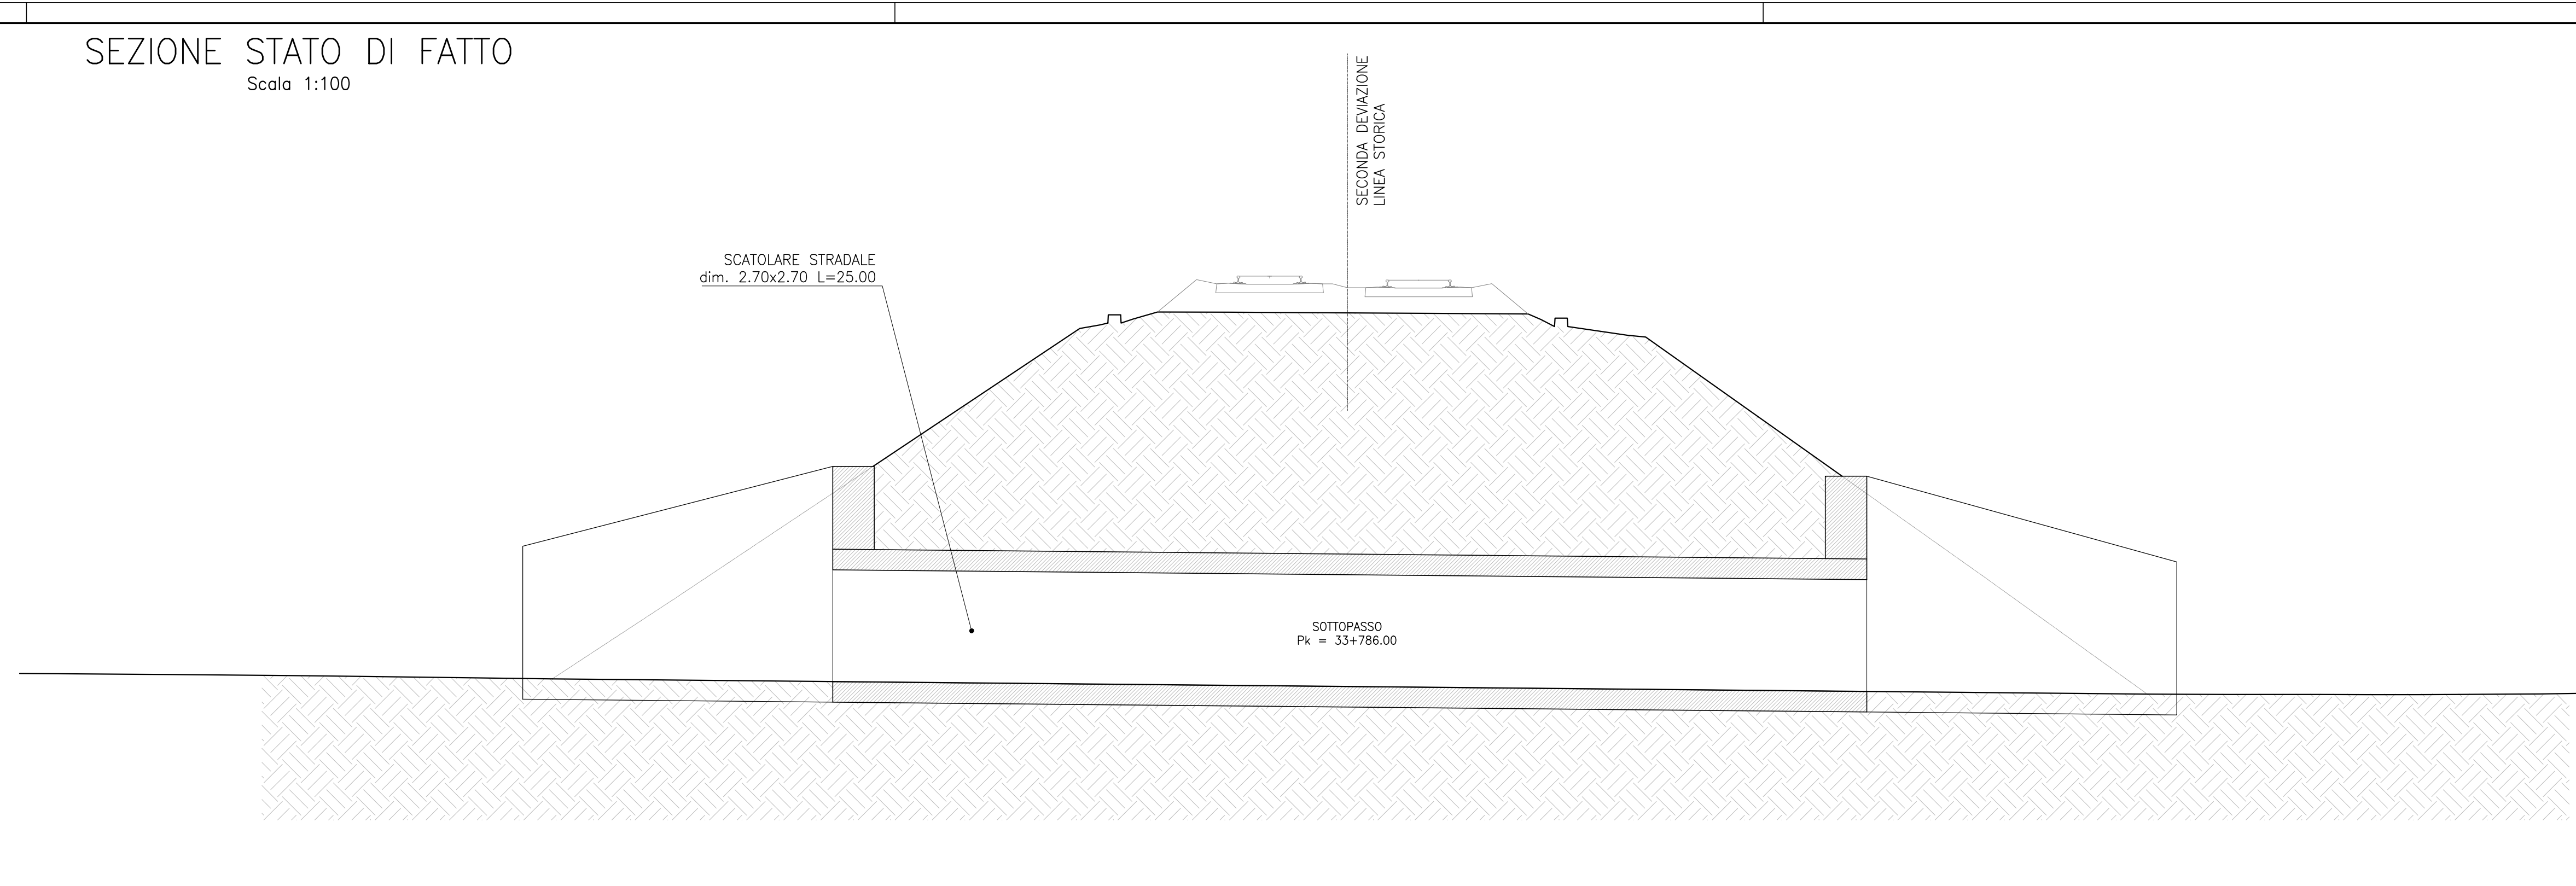 SEZIONE STATO DI FATTO
Scala 1:100
SECONDA DEVIAZIONE
LINEA STORICA
SCATOLARE STRADALE
dim. 2.70x2.70 L=25.00
SOTTOPASSO
Pk = 33+786.00